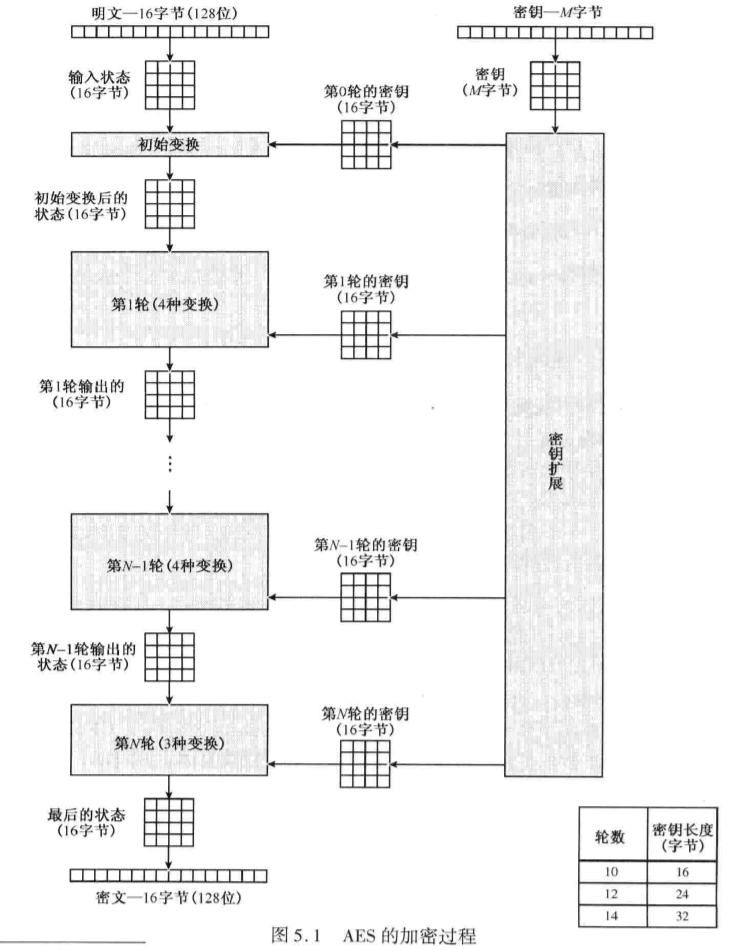 明文—16字节(128位)
密钥—M字节
输入状态
(16字节)
第0轮的密钥
(16字节)
密钥
(M字节)
初始变换
初始变换后的
状态(16字节)
第1轮(4种变换)
第1轮的密钥
(16字节)
第1轮输出的
(16字节)
⋮
密钥扩展
第N–1轮(4种变换)
第N–1轮的密钥
(16字节)
第N–1轮输出的
状态(16字节)
第N轮(3种变换)
第N轮的密钥
(16字节)
最后的状态
(16字节)
密文—16字节(128位)
轮数 密钥长度
(字节)
10 16
12 24
14 32
图 5.1 AES 的加密过程